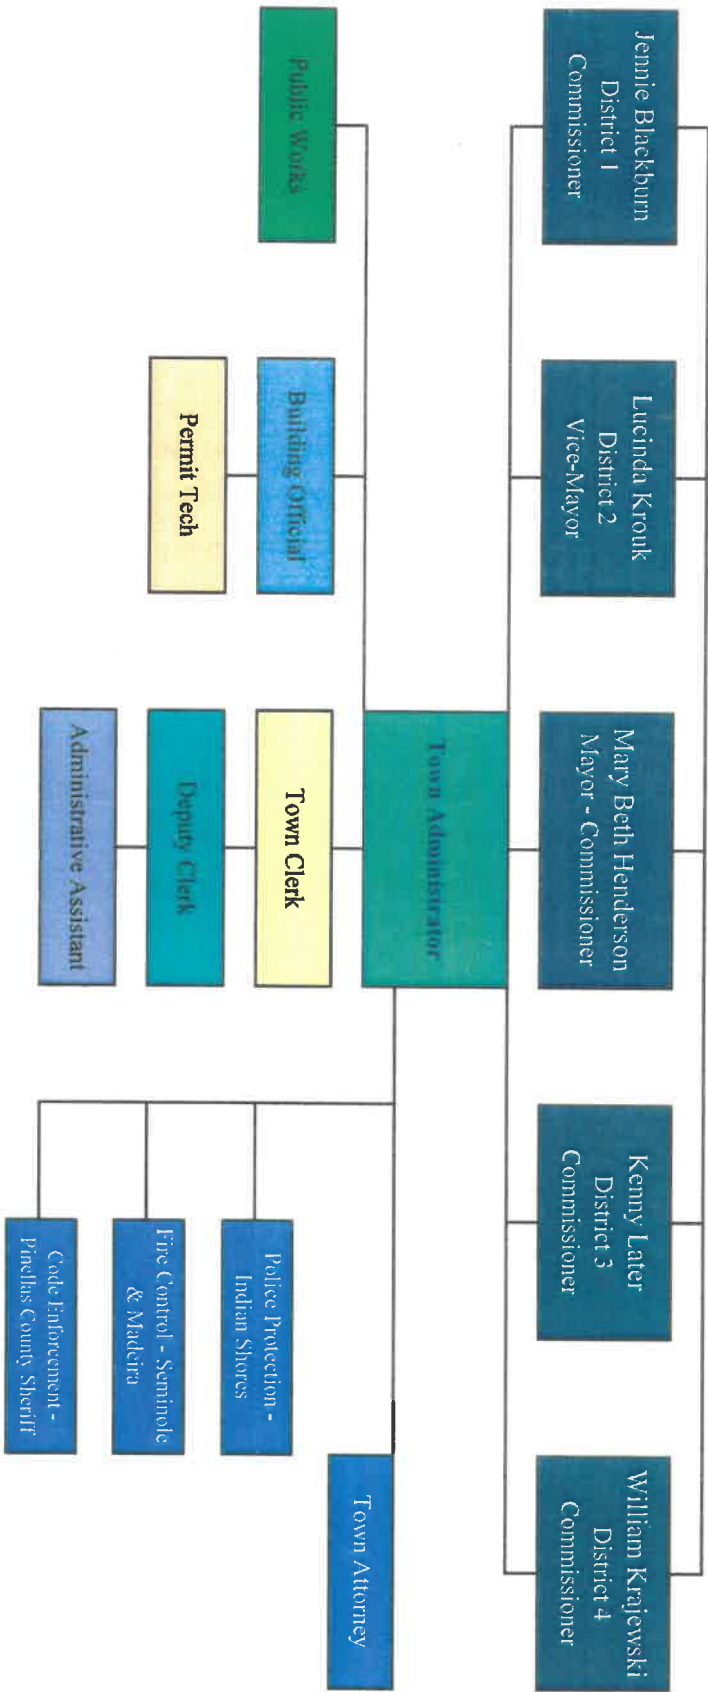 Jennie Blackburn
District 1
Commissioner
Lucinda Krouk
District 2
Vice-Mayor
Mary Beth Henderson
Mayor - Commissioner
Kenny Later
District 3
Commissioner
William Krajewski
District 4
Commissioner
Town Administrator
Public Works
Building Official
Permit Tech
Town Clerk
Deputy Clerk
Administrative Assistant
Police Protection -
Indian Shores
Fire Control - Seminole
& Madeira
Code Enforcement -
Pinellas County Sheriff
Town Attorney